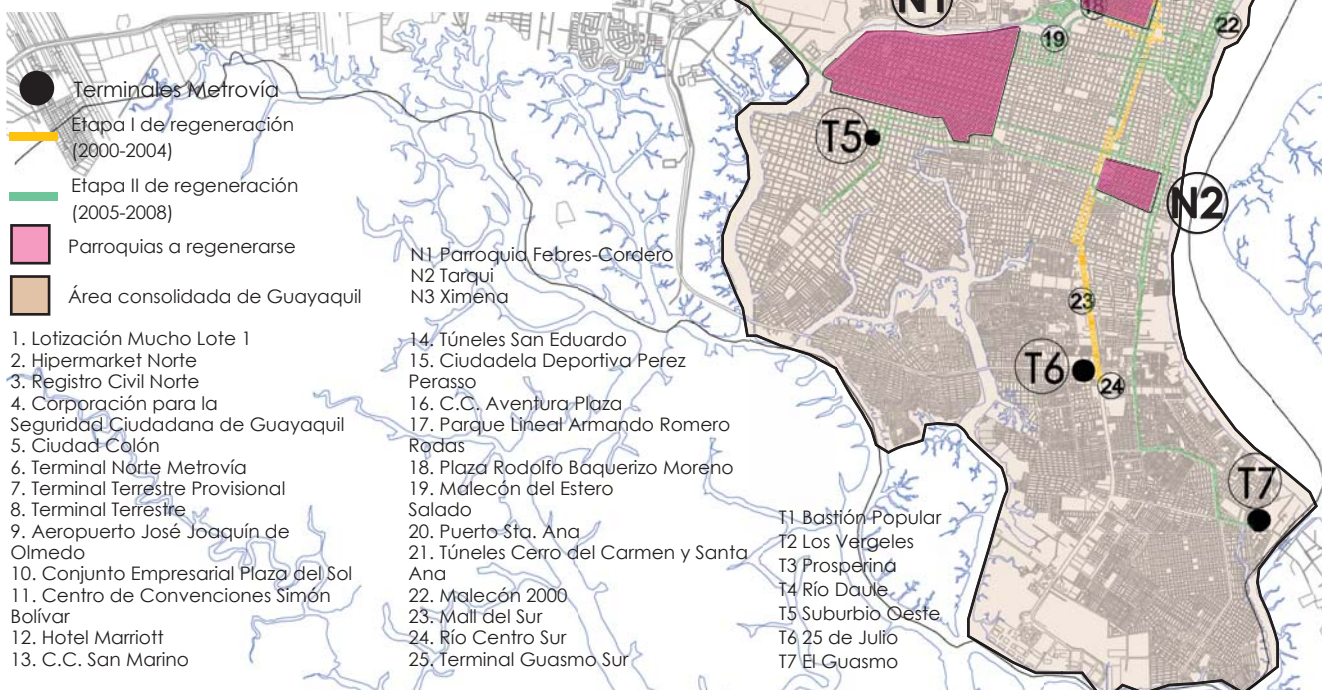 Terminales Metrovía
Etapa I de regeneración
(2000-2004)
Etapa II de regeneración
(2005-2008)
Parroquias a regenerarse
Área consolidada de Guayaquil
1. Lotización Mucho Lote 1
2. Hipermarket Norte
3. Registro Civil Norte
4. Corporación para la
Seguridad Ciudadana de Guayaquil
5. Ciudad Colón
6. Terminal Norte Metrovía
7. Terminal Terrestre Provisional
8. Terminal Terrestre
9. Aeropuerto José Joaquín de
Olmedo
10. Conjunto Empresarial Plaza del Sol
11. Centro de Convenciones Simón
Bolívar
12. Hotel Marriott
13. C.C. San Marino
N1 Parroquia Febres-Cordero
N2 Tarqui
N3 Ximena
14. Túneles San Eduardo
15. Ciudadela Deportiva Perez
Perasso
16. C.C. Aventura Plaza
17. Parque Lineal Armando Romero
Rodas
18. Plaza Rodolfo Baquerizo Moreno
19. Malecón del Estero
Salado
20. Puerto Sta. Ana
21. Túneles Cerro del Carmen y Santa
Ana
22. Malecón 2000
23. Mall del Sur
24. Río Centro Sur
25. Terminal Guasmo Sur
T1 Bastión Popular
T2 Los Vergeles
T3 Prosperina
T4 Río Daule
T5 Suburbio Oeste
T6 25 de Julio
T7 El Guasmo
N1
18
19
22
T5
N2
23
T6
24
T7